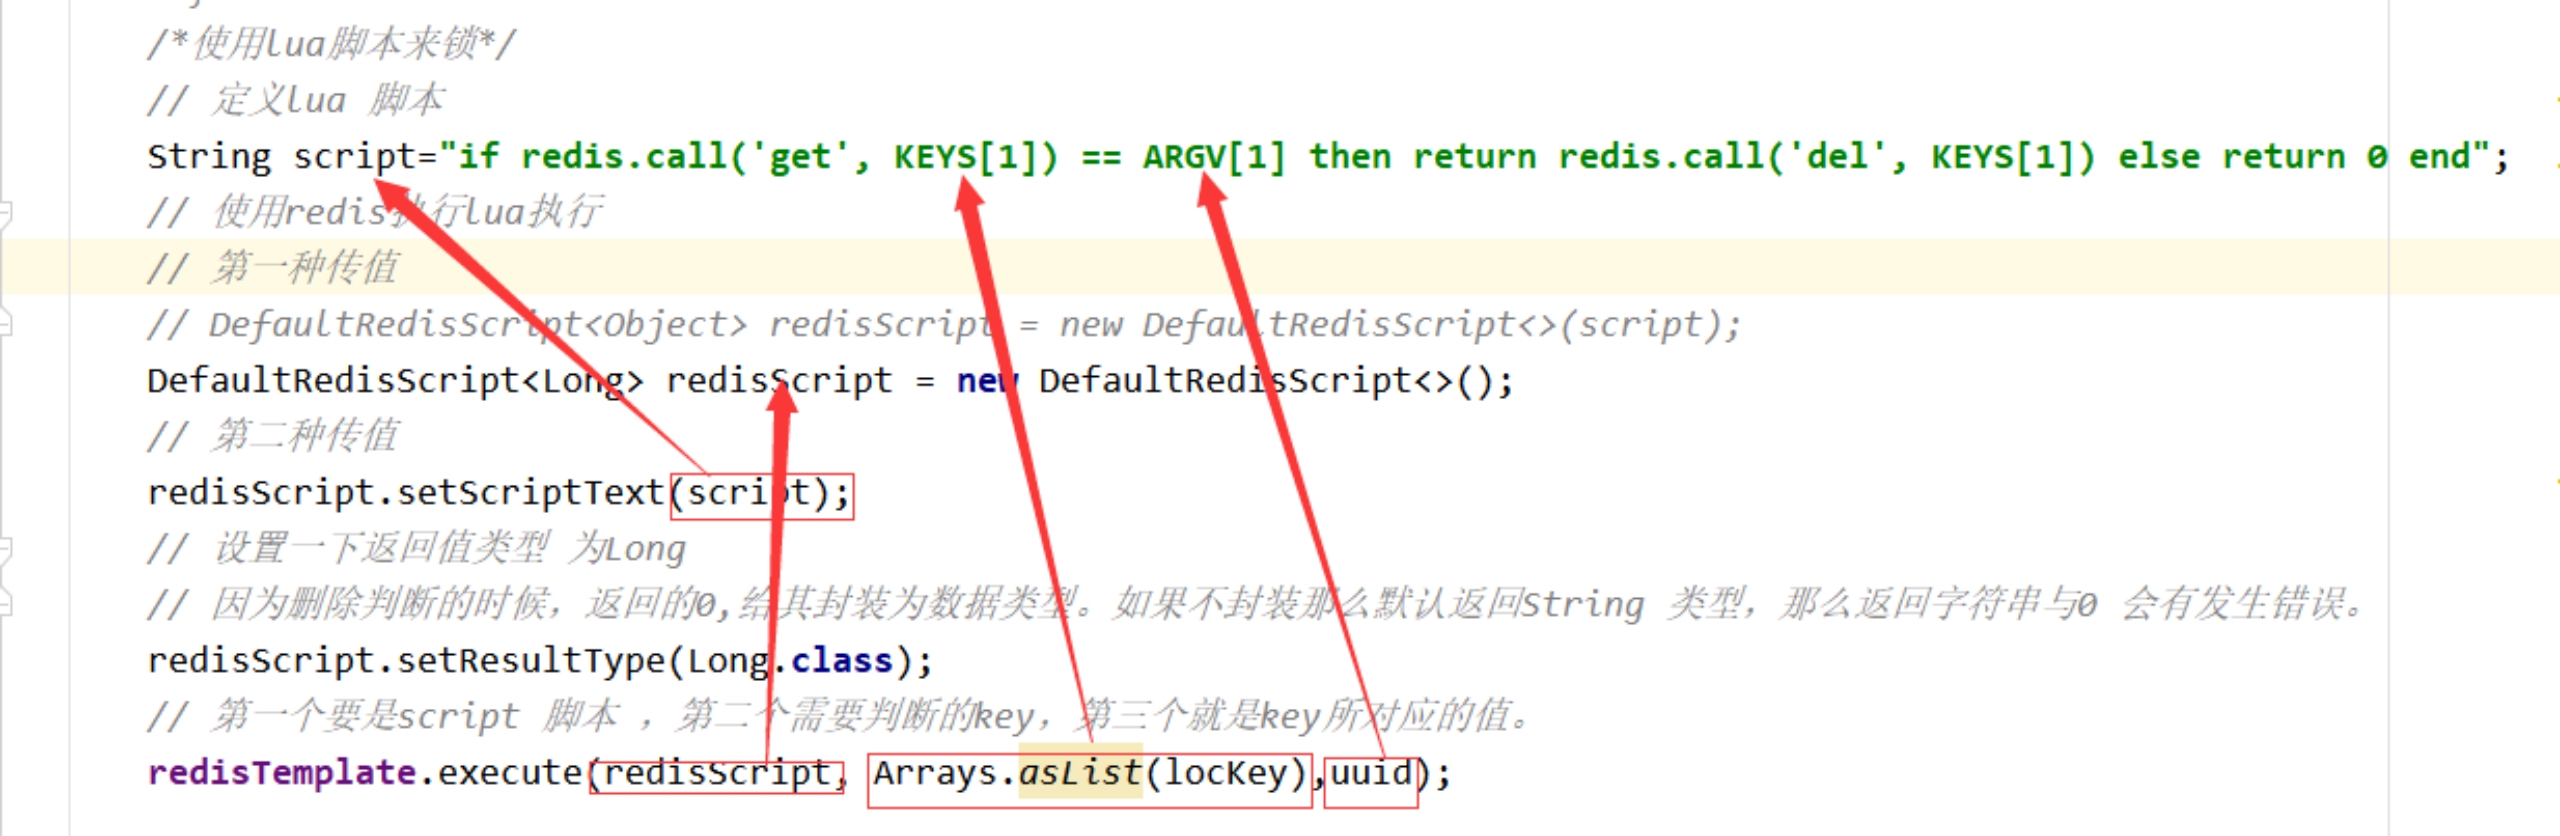 /*使用lua脚本来锁*/
// 定义lua 脚本
String script="if redis.call('get', KEYS[1]) == ARGV[1] then return redis.call('del', KEYS[1]) else return 0 end";
// 使用redis执行lua执行
// 第一种传值
// DefaultRedisScript<Object> redisScript = new DefaultRedisScript<>(script);
DefaultRedisScript<Long> redisScript = new DefaultRedisScript<>();
// 第二种传值
redisScript.setScriptText(script);
// 设置一下返回值类型 为Long
// 因为删除判断的时候，返回的0,给其封装为数据类型。如果不封装那么默认返回String 类型，那么返回字符串与0 会有发生错误。
redisScript.setResultType(Long.class);
// 第一个要是script 脚本 ，第二个需要判断的key，第三个就是key所对应的值。
redisTemplate.execute(redisScript, Arrays.asList(locKey),uuid);